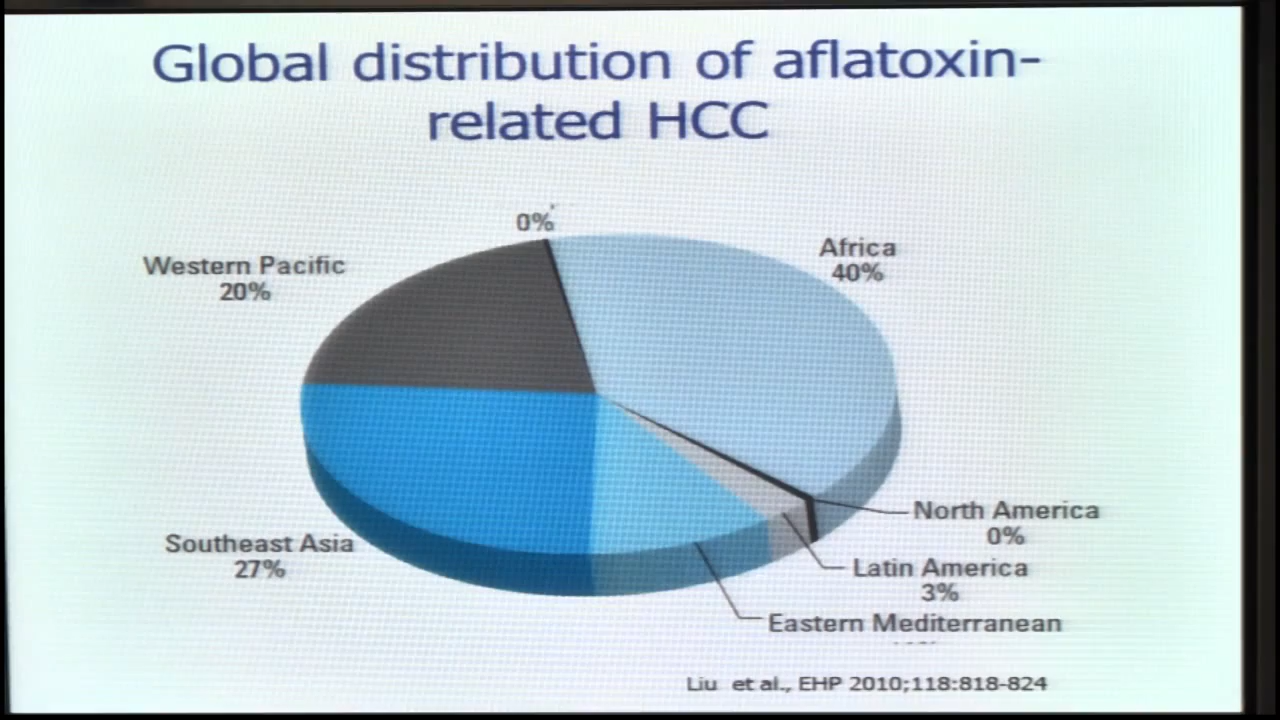 Global distribution of aflatoxin-
related HCC
0%
Africa
40%
Western Pacific
20%
North America
0%
Southeast Asia
27%
Latin America
3%
Eastern Mediterranean
Liu et al., EHP 2010;118:818-824